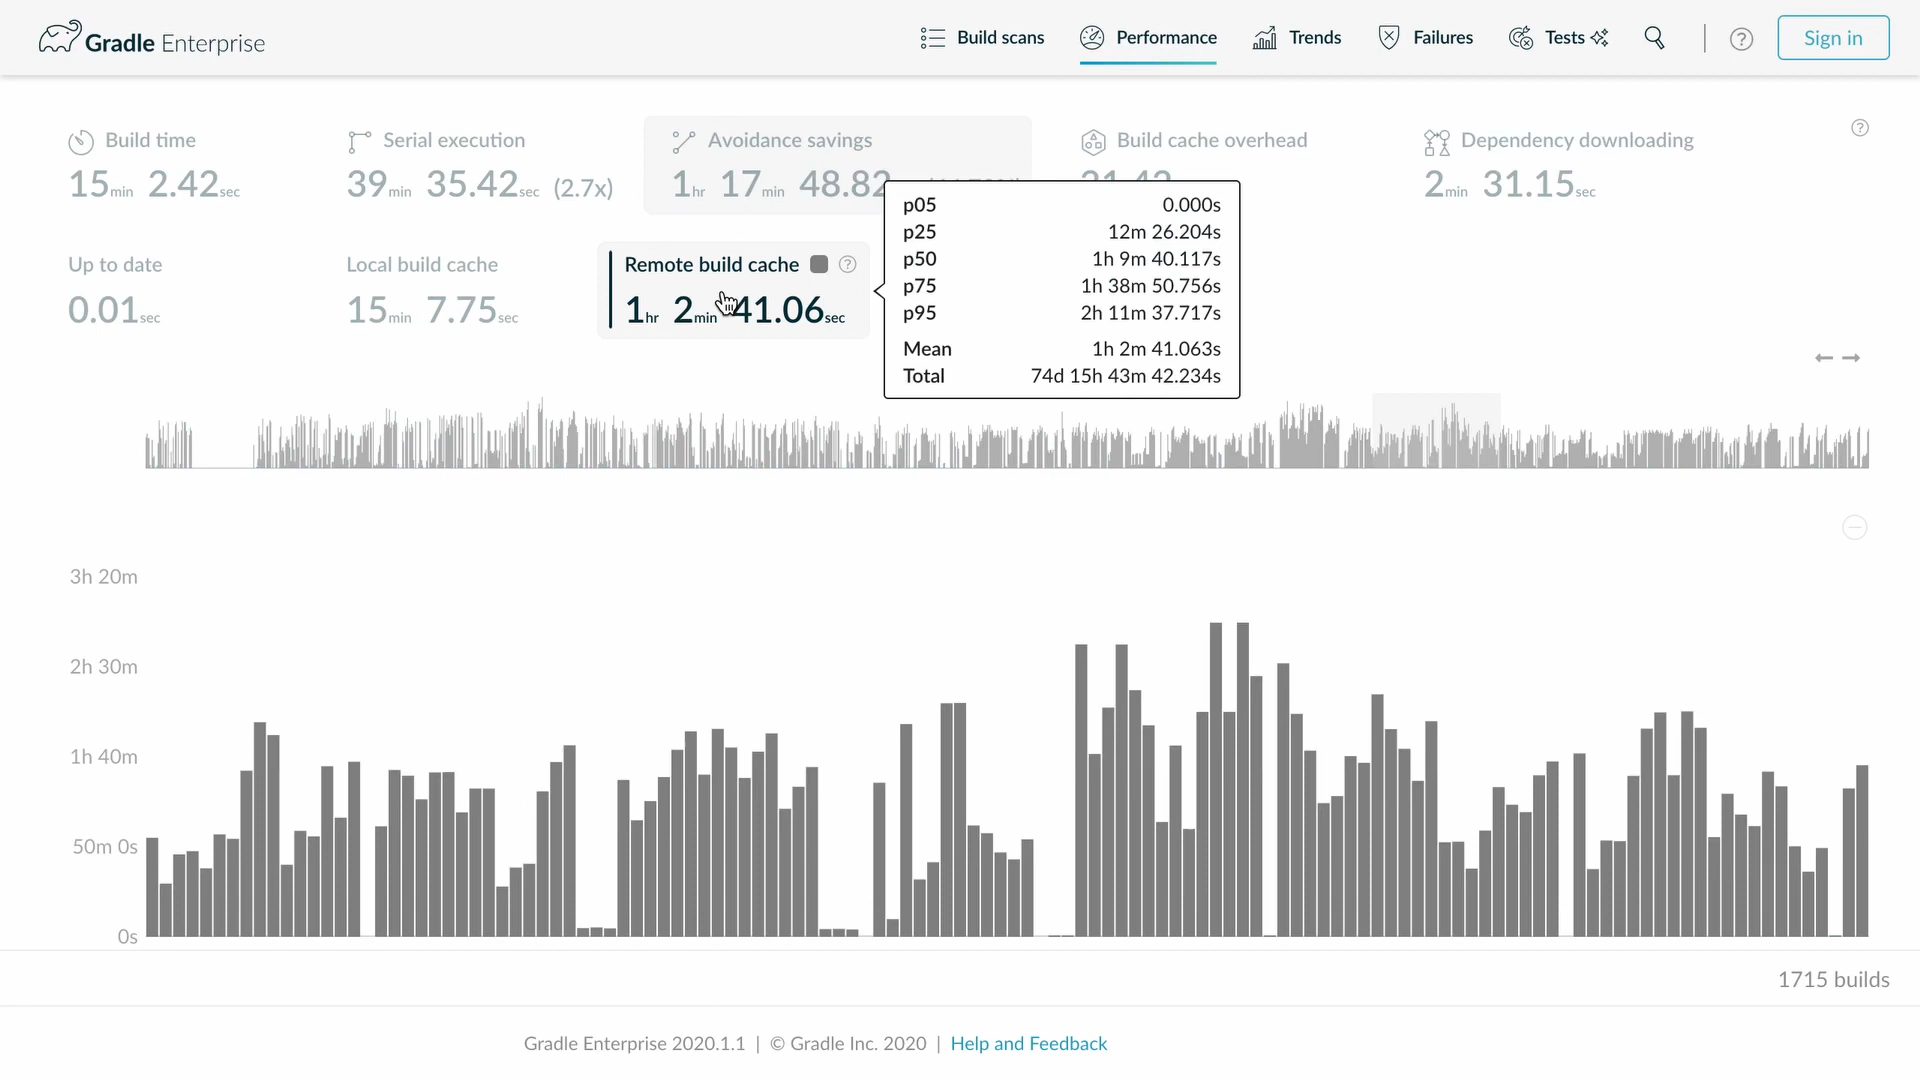 Gradle Enterprise
Build scans
Performance
Trends
Failures
Tests
Sign in
Build time
15min 2.42sec
Serial execution
39min 35.42sec (2.7x)
Avoidance savings
1hr 17min 48.82
Build cache overhead
Dependency downloading
2min 31.15sec
Up to date
0.01sec
Local build cache
15min 7.75sec
Remote build cache
1hr 2min 41.06sec
p05 0.000s
p25 12m 26.204s
p50 1h 9m 40.117s
p75 1h 38m 50.756s
p95 2h 11m 37.717s
Mean 1h 2m 41.063s
Total 74d 15h 43m 42.234s
3h 20m
2h 30m
1h 40m
50m 0s
0s
1715 builds
Gradle Enterprise 2020.1.1 | © Gradle Inc. 2020 | Help and Feedback